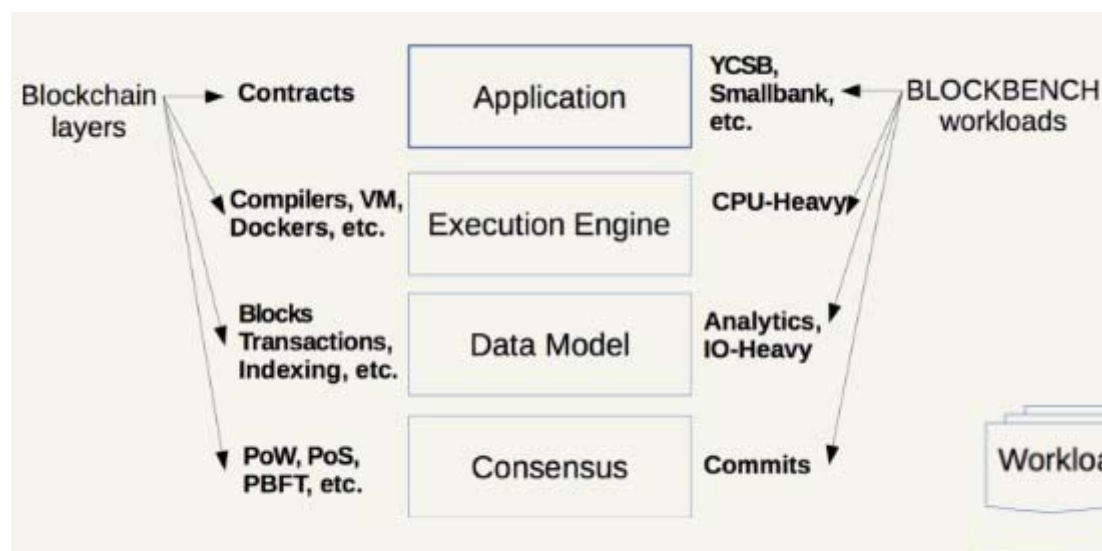 Blockchain
layers
Contracts
Application
YCSB,
Smallbank,
etc.
BLOCKBENCH
workloads
Compilers, VM,
Dockers, etc.
Execution Engine
CPU-Heavy
Blocks
Transactions,
Indexing, etc.
Data Model
Analytics,
IO-Heavy
PoW, PoS,
PBFT, etc.
Consensus
Commits